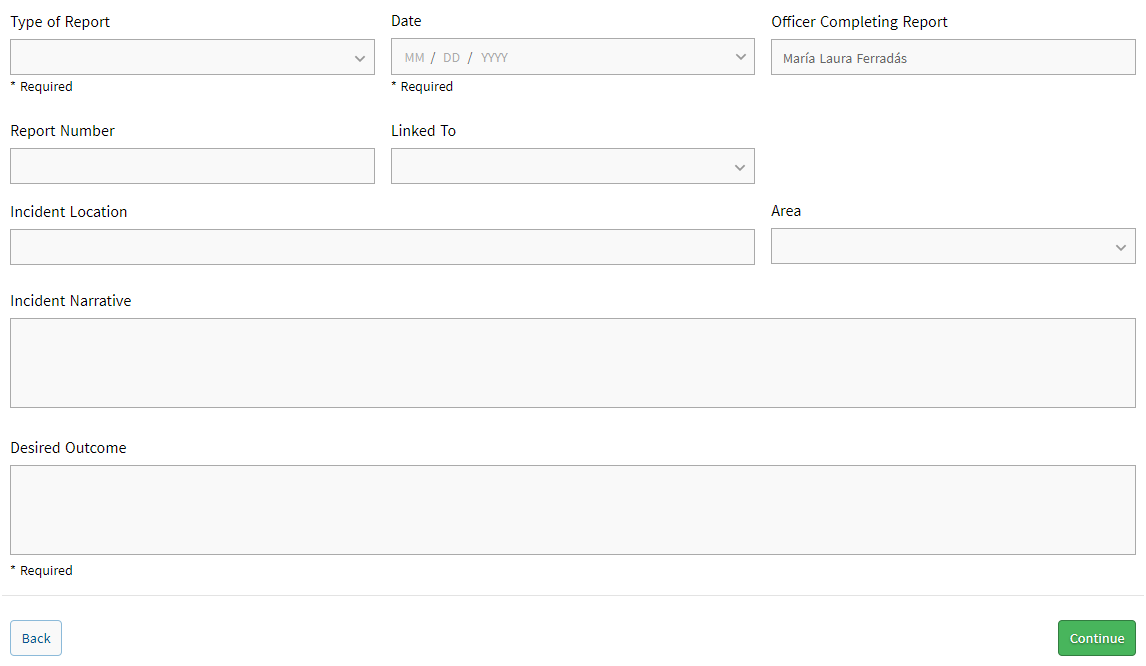 Type of Report
Date
Officer Completing Report
MM / DD / YYYY
María Laura Ferradás
* Required
* Required
Report Number
Linked To
Incident Location
Area
Incident Narrative
Desired Outcome
* Required
Back
Continue